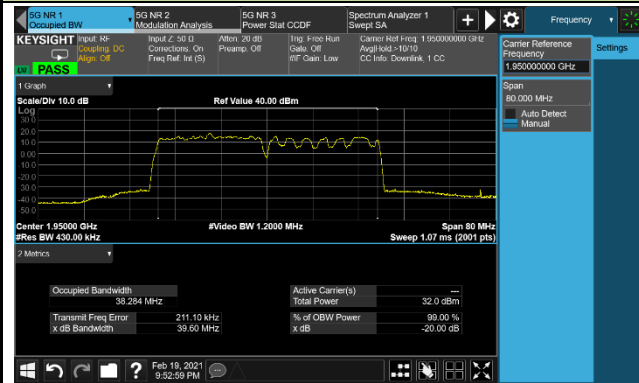 5G NR 1
Occupied BW
5G NR 2
Modulation Analysis
5G NR 3
Power Stat CCDF
Spectrum Analyzer 1
Swept SA
Frequency
KEYSIGHT
Input: RF
Coupling: DC
Align: Off
Input Z: 50 Ω
Corrections: On
Freq Ref: Int (S)
Atten: 20 dB
Preamp: Off
Trig: Free Run
Gate: Off
#IF Gain: Low
Carrier Ref Freq: 1.950000000 GHz
Avg|Hold:>10/10
CC Info: Downlink, 1 CC
PASS
Carrier Reference
Frequency
1.950000000 GHz
Settings
Span
80.000 MHz
Auto Detect
Manual
1 Graph
Scale/Div 10.0 dB
Ref Value 40.00 dBm
Log
30.0
20.0
10.0
0.00
-10.0
-20.0
-30.0
-40.0
-50.0
Center 1.95000 GHz
#Video BW 1.2000 MHz
Span 80 MHz
#Res BW 430.00 kHz
Sweep 1.07 ms (2001 pts)
2 Metrics
Occupied Bandwidth
38.284 MHz
Active Carrier(s)
---
Total Power
32.0 dBm
Transmit Freq Error
211.10 kHz
% of OBW Power
99.00 %
x dB Bandwidth
39.60 MHz
x dB
-20.00 dB
Feb 19, 2021
9:52:59 PM